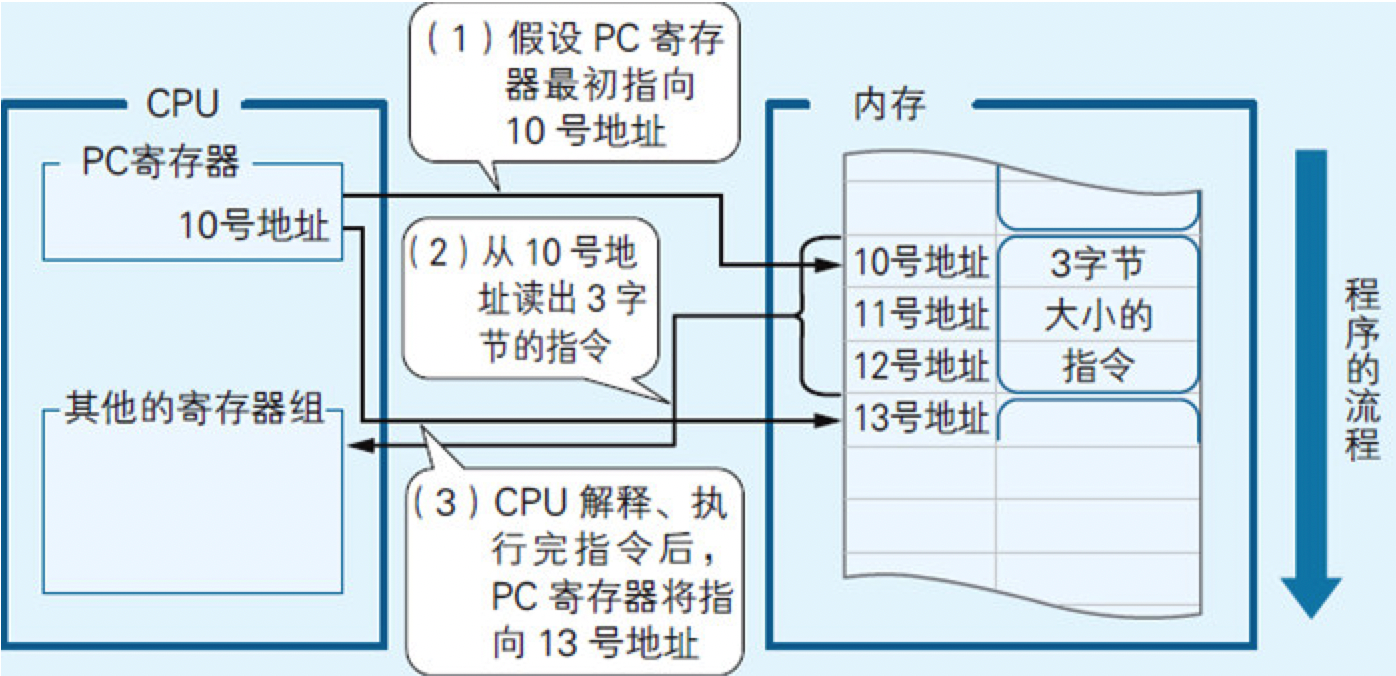 （1）假设 PC 寄存
器最初指向
10 号地址
CPU
PC寄存器
10号地址
（2）从 10 号地
址读出 3 字
节的指令
其他的寄存器组
（3）CPU 解释、执
行完指令后，
PC 寄存器将指
向 13 号地址
内存
10号地址
11号地址
12号地址
13号地址
3字节
大小的
指令
程序的流程